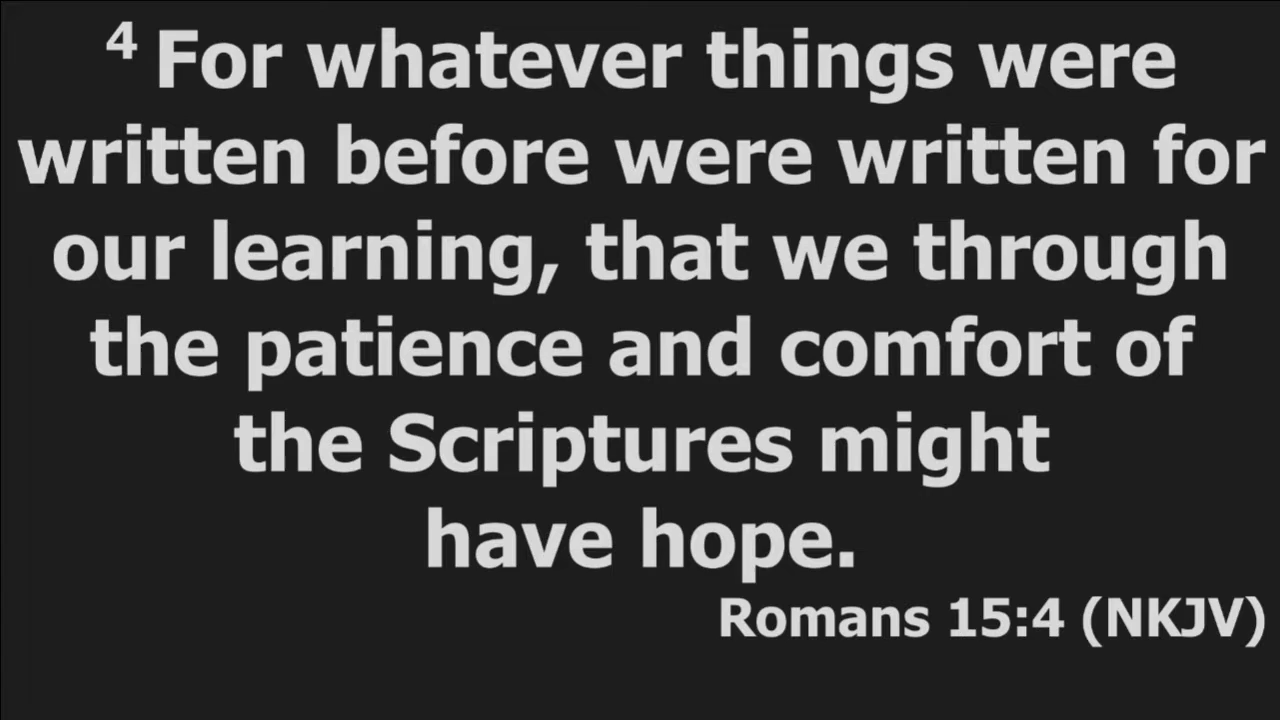 4 For whatever things were
written before were written for
our learning, that we through
the patience and comfort of
the Scriptures might
have hope.
Romans 15:4 (NKJV)